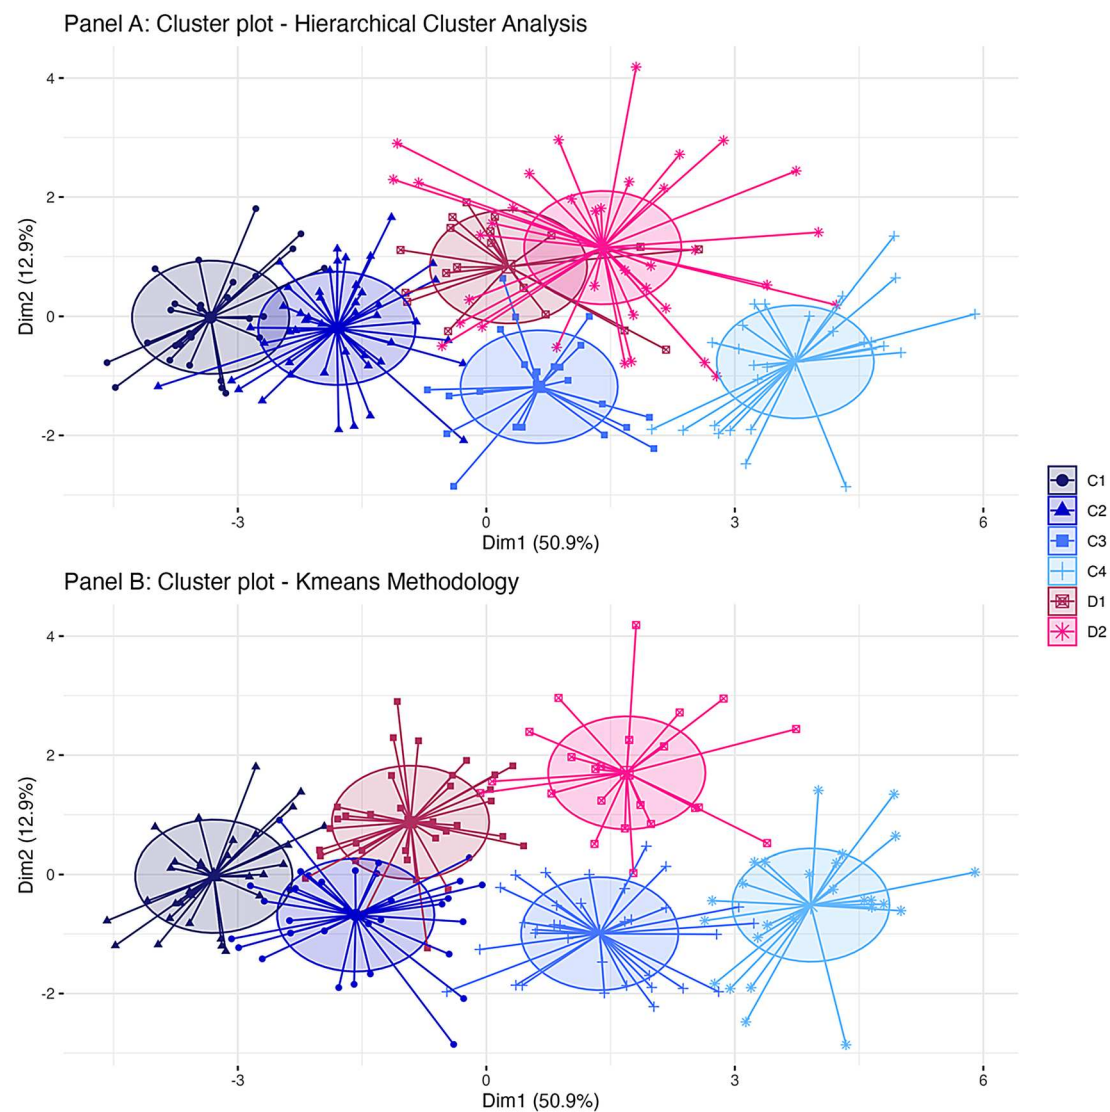 Panel A: Cluster plot - Hierarchical Cluster Analysis
4
2
0
-2
Dim2 (12.9%)
-3
0
3
6
Dim1 (50.9%)
C1
C2
C3
C4
D1
D2
Panel B: Cluster plot - Kmeans Methodology
4
2
0
-2
Dim2 (12.9%)
-3
0
3
6
Dim1 (50.9%)